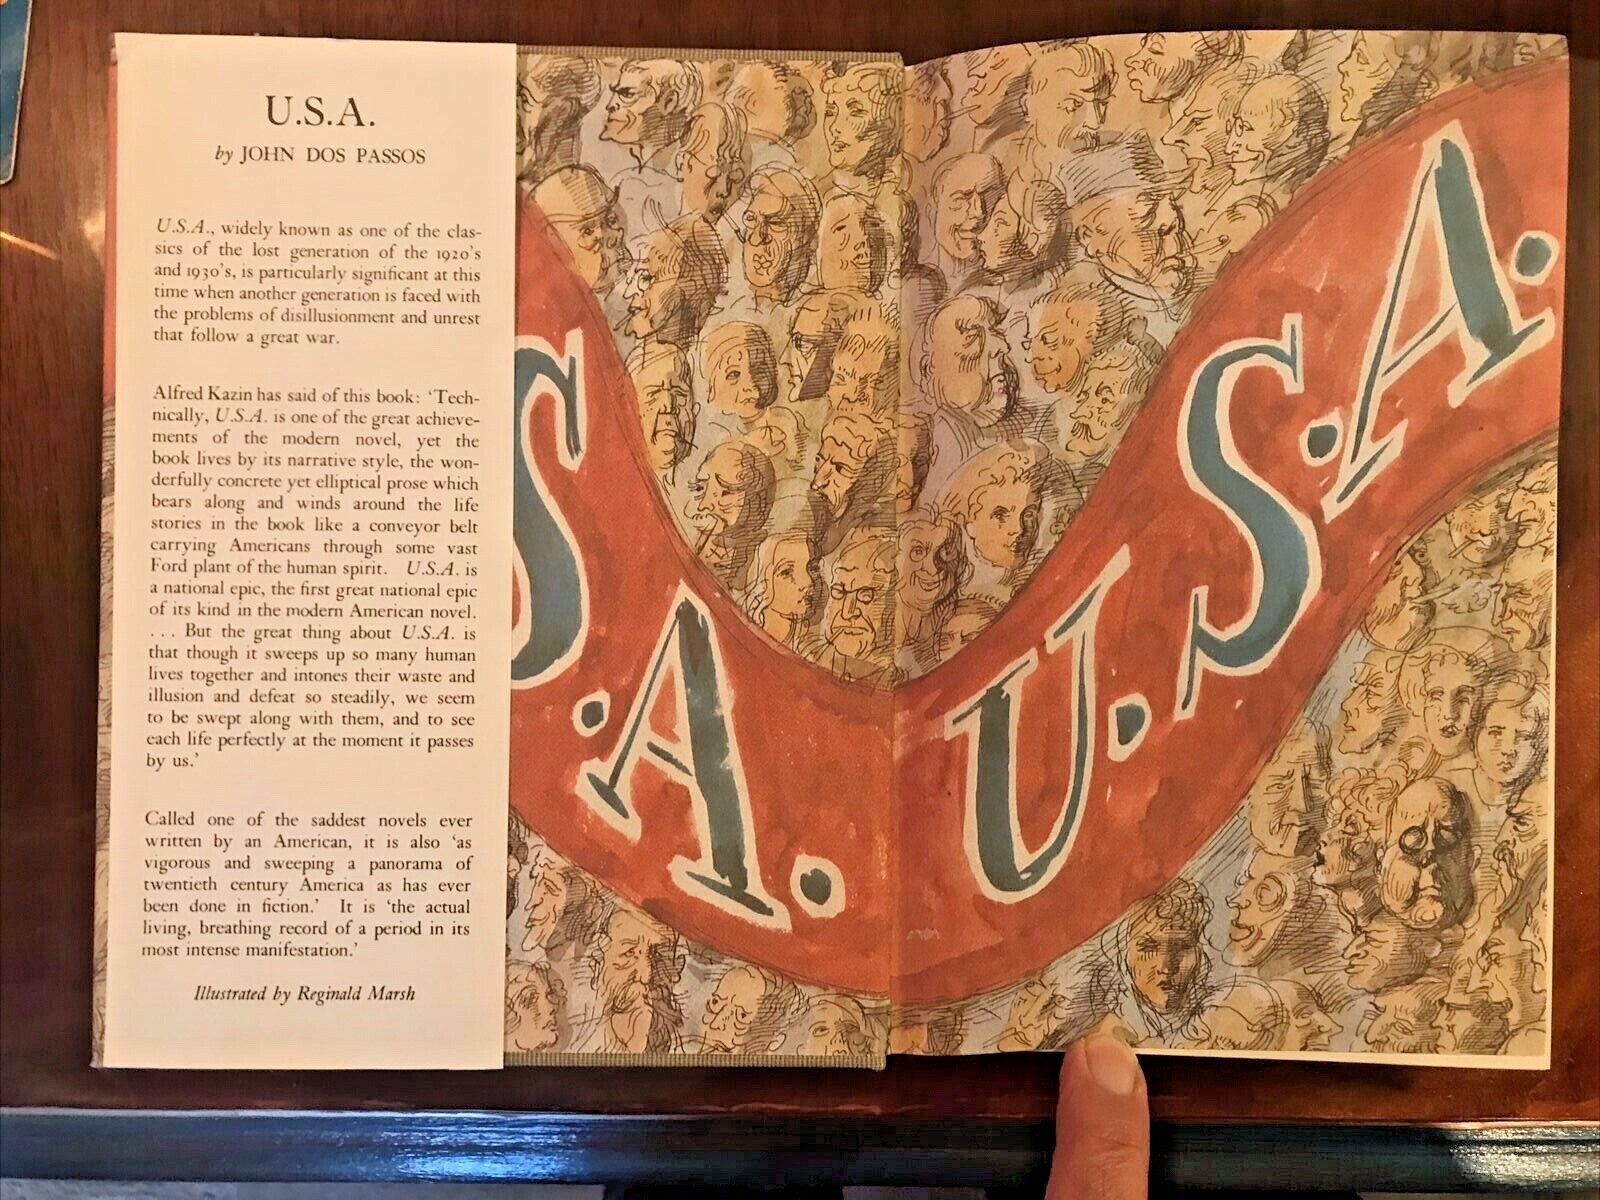 U.S.A.
by JOHN DOS PASSOS
U.S.A., widely known as one of the clas-
sics of the lost generation of the 1920's
and 1930's, is particularly significant at this
time when another generation is faced with
the problems of disillusionment and unrest
that follow a great war.
Alfred Kazin has said of this book: 'Tech-
nically, U.S.A. is one of the great achieve-
ments of the modern novel, yet the
book lives by its narrative style, the won-
derfully concrete yet elliptical prose which
bears along and winds around the life
stories in the book like a conveyor belt
carrying Americans through some vast
Ford plant of the human spirit. U.S.A. is
a national epic, the first great national epic
of its kind in the modern American novel.
. . . But the great thing about U.S.A. is
that though it sweeps up so many human
lives together and intones their waste and
illusion and defeat so steadily, we seem
to be swept along with them, and to see
each life perfectly at the moment it passes
by us.'
Called one of the saddest novels ever
written by an American, it is also 'as
vigorous and sweeping a panorama of
twentieth century America as has ever
been done in fiction.' It is 'the actual
living, breathing record of a period in its
most intense manifestation.'
Illustrated by Reginald Marsh
S.A. U.S.A.